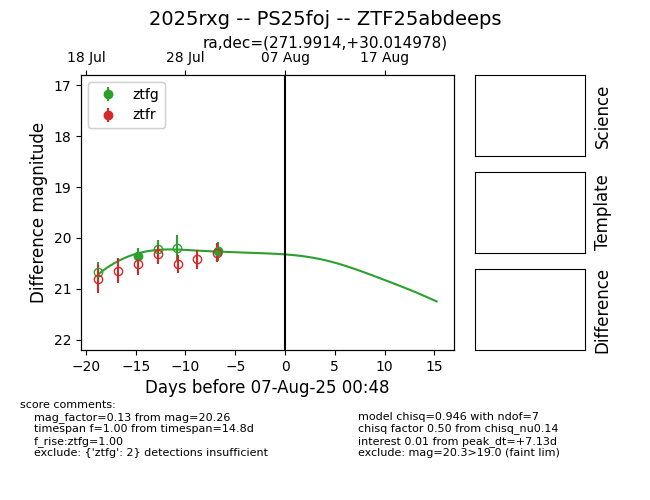 2025rxg -- PS25foj -- ZTF25abdeeps
ra,dec=(271.9914,+30.014978)
18 Jul 28 Jul 07 Aug 17 Aug
17
18
19
20
21
22
Difference magnitude
ztfg
ztfr
−20 −15 −10 −5 0 5 10 15
Days before 07-Aug-25 00:48
Science
Template
Difference
score comments:
mag_factor=0.13 from mag=20.26
timespan f=1.00 from timespan=14.8d
f_rise:ztfg=1.00
exclude: {'ztfg': 2} detections insufficient
model chisq=0.946 with ndof=7
chisq factor 0.50 from chisq_nu0.14
interest 0.01 from peak_dt=+7.13d
exclude: mag=20.3>19.0 (faint lim)